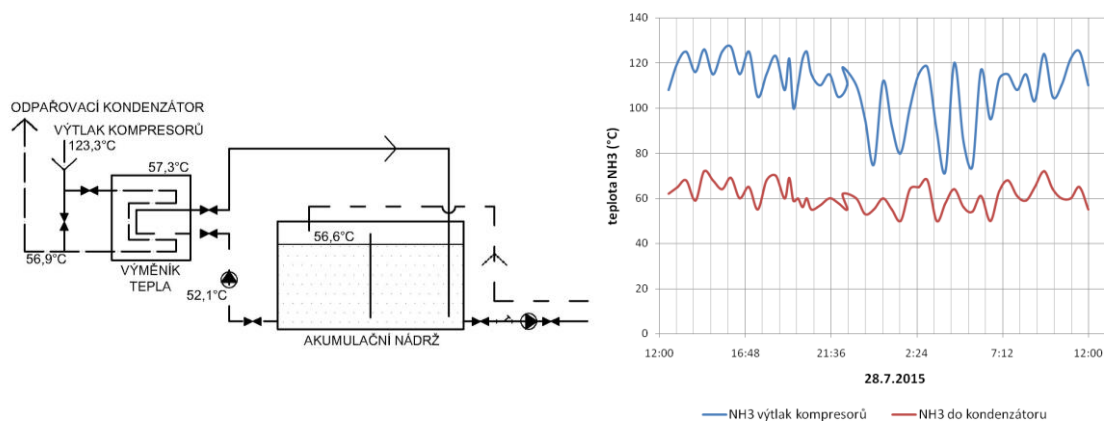 ODPAŘOVACÍ KONDENZÁTOR
VÝTLAK KOMPRESORŮ
123,3°C
57,3°C
56,9°C
VÝMĚNÍK
TEPLA
52,1°C
56,6°C
AKUMULAČNÍ NÁDRŽ
teplota NH3 (°C)
140
120
100
80
60
40
20
0
12:00 16:48 21:36 2:24 7:12 12:00
28.7.2015
NH3 výtlak kompresorů NH3 do kondenzátoru